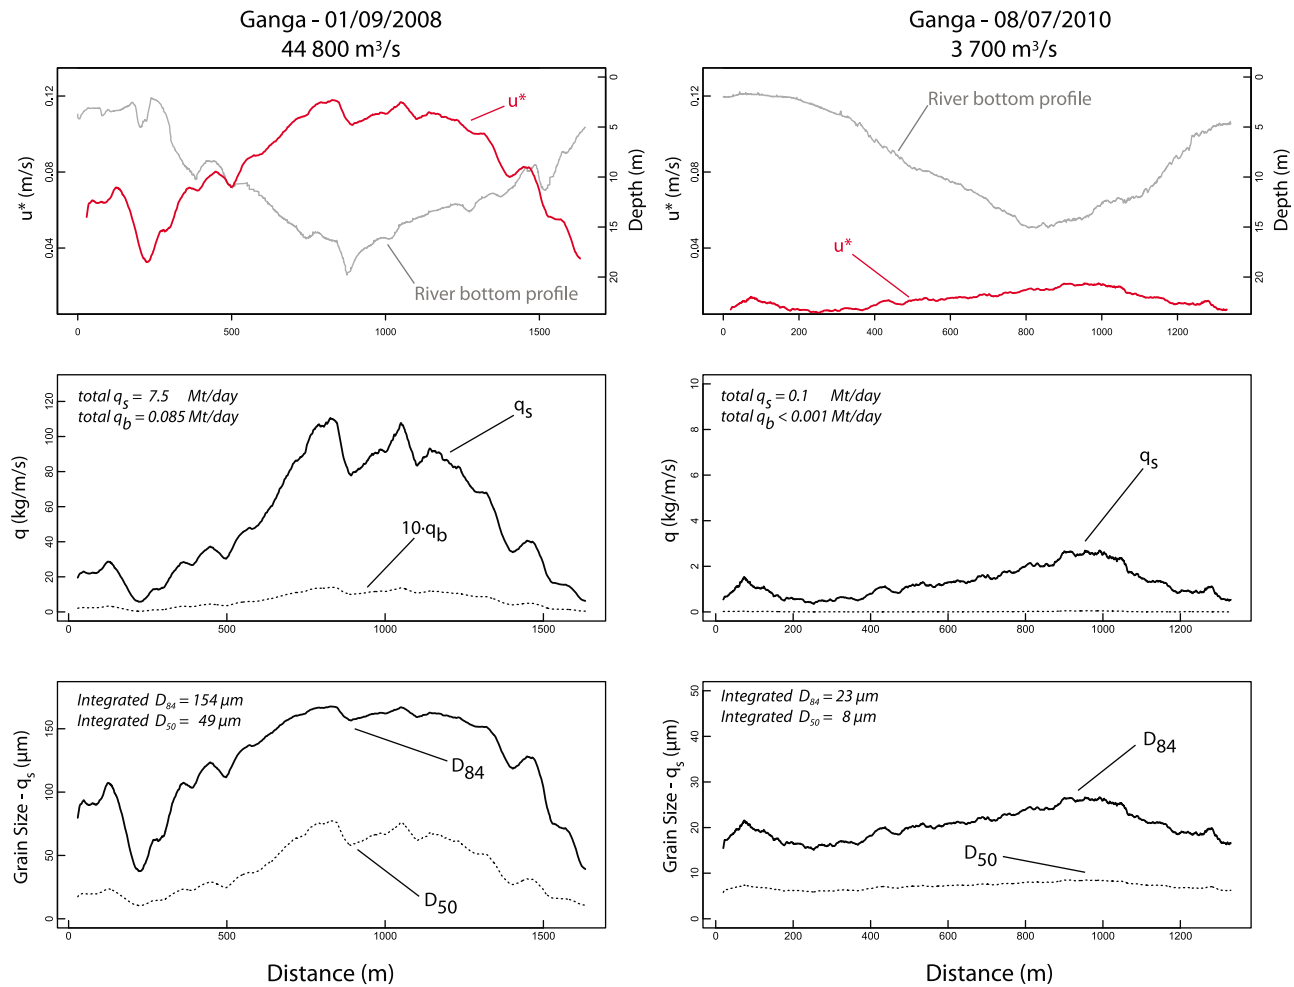 Ganga - 01/09/2008
44 800 m³/s
u* (m/s)
0.04
0.08
0.12
u*
River bottom profile
0
5
10
15
20
Depth (m)
0
500
1000
1500
Ganga - 08/07/2010
3 700 m³/s
u* (m/s)
0.04
0.08
0.12
River bottom profile
u*
0
5
10
15
20
Depth (m)
0
200
400
600
800
1000
1200
total qs = 7.5 Mt/day
total qb = 0.085 Mt/day
q (kg/m/s)
0
20
40
60
80
100
120
qs
10·qb
0
500
1000
1500
total qs = 0.1 Mt/day
total qb < 0.001 Mt/day
q (kg/m/s)
0
2
4
6
8
10
qs
0
200
400
600
800
1000
1200
Integrated D84 = 154 µm
Integrated D50 = 49 µm
Grain Size - qs (µm)
0
50
100
150
D84
D50
0
500
1000
1500
Distance (m)
Integrated D84 = 23 µm
Integrated D50 = 8 µm
Grain Size - qs (µm)
0
10
20
30
40
50
D84
D50
0
200
400
600
800
1000
1200
Distance (m)